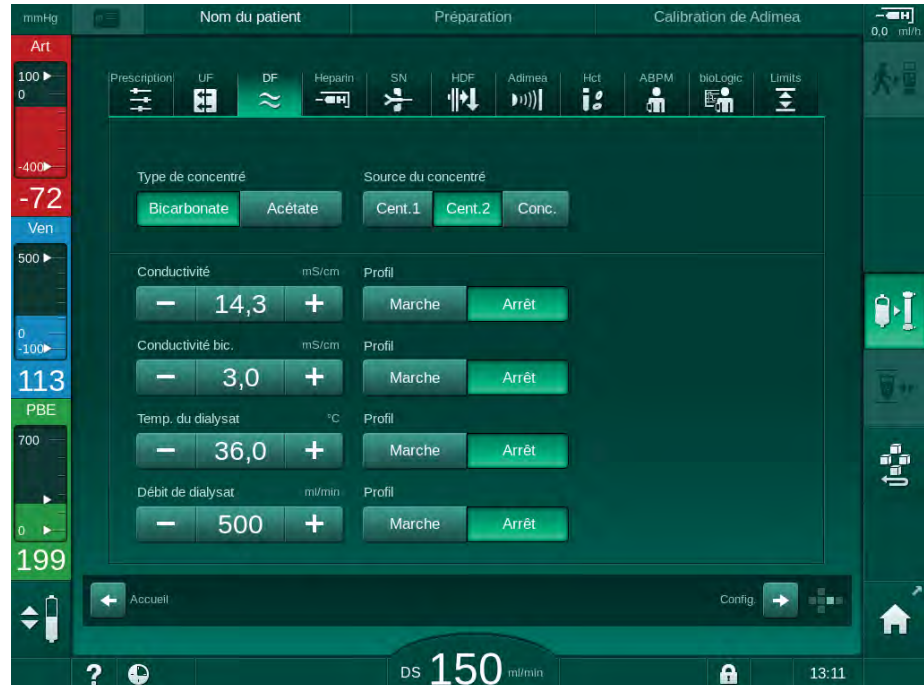 mmHg Nom du patient Préparation Calibration de Adimea
0,0 ml/h
Art
100
0
-400
-72
Ven
500
0
-100
113
PBE
700
0
199
Prescription UF DF Heparin SN HDF Adimea Hct ABPM bioLogic Limits
Type de concentré Source du concentré
Bicarbonate Acétate Cent.1 Cent.2 Conc.
Conductivité mS/cm Profil
− 14,3 + Marche Arrêt
Conductivité bic. mS/cm Profil
− 3,0 + Marche Arrêt
Temp. du dialysat °C Profil
− 36,0 + Marche Arrêt
Débit de dialysat ml/min Profil
− 500 + Marche Arrêt
Accueil Config.
? DS 150 ml/min 13:11